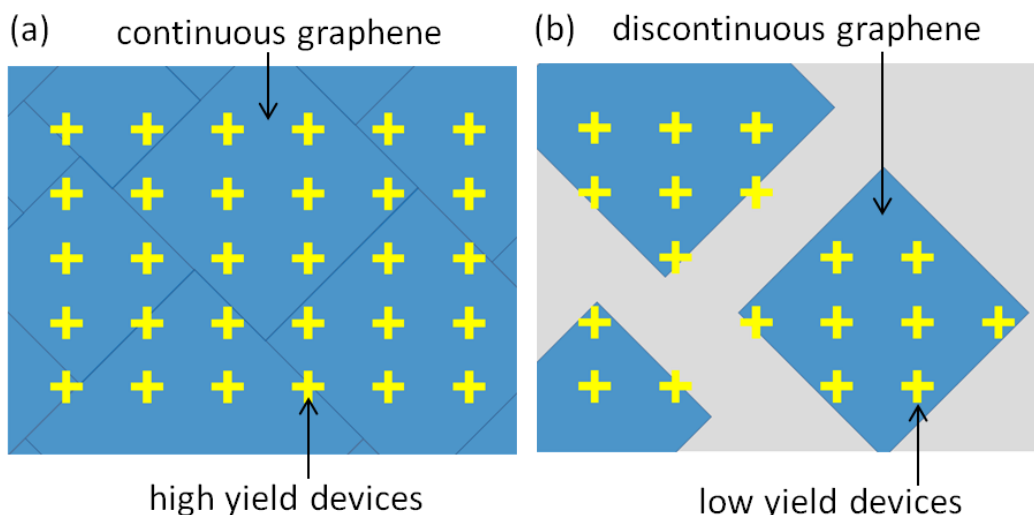 (a) continuous graphene
(b) discontinuous graphene
high yield devices
low yield devices